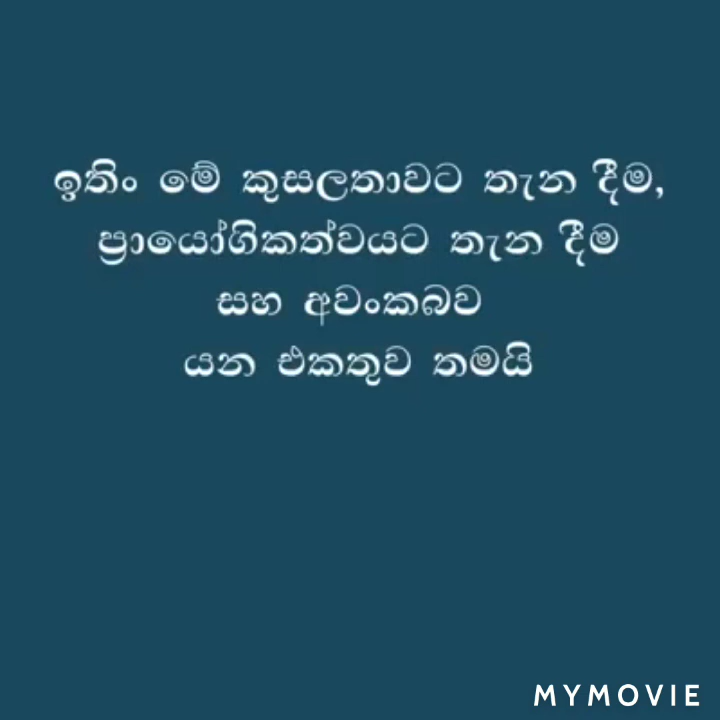 ඉතිං මේ කුසලතාවට තැන දීම,
ප්‍රායෝගිකත්වයට තැන දීම
සහ අවංකබව
යන එකතුව තමයි
MYMOVIE